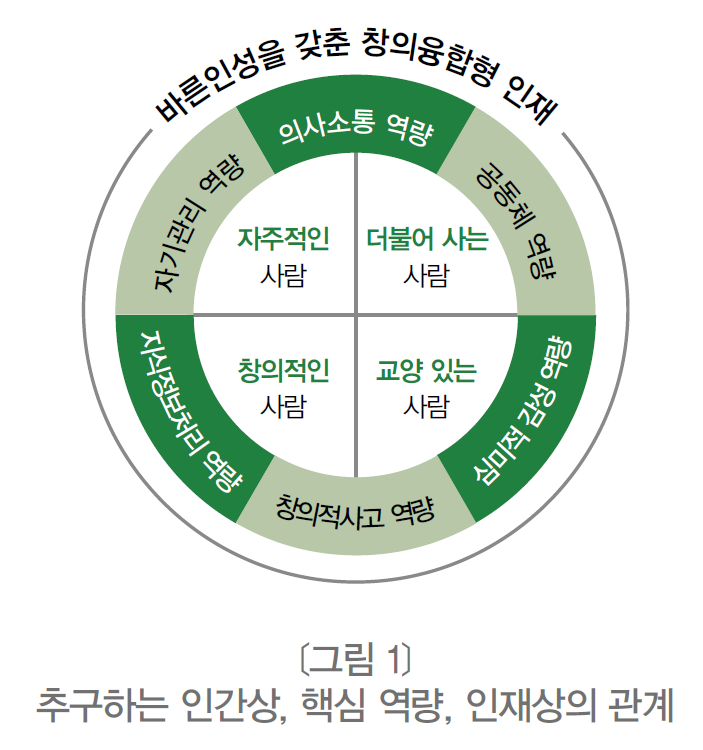 바른인성을 갖춘 창의융합형 인재
의사소통 역량
공동체 역량
심미적 감성 역량
창의적사고 역량
지식정보처리 역량
자기관리 역량
자주적인
사람
더불어 사는
사람
창의적인
사람
교양 있는
사람
〔그림 1〕
추구하는 인간상, 핵심 역량, 인재상의 관계